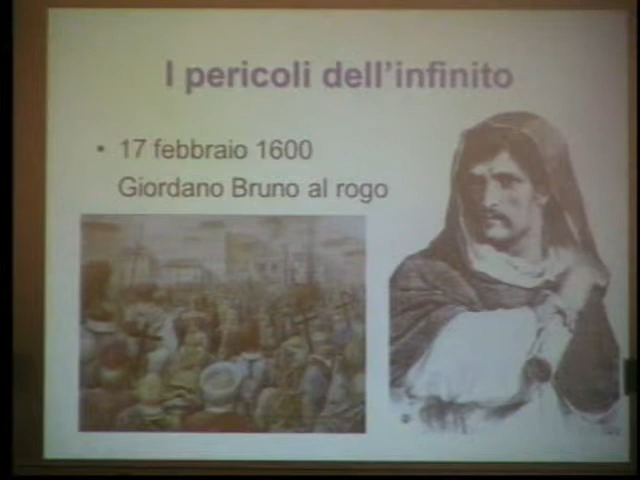 I pericoli dell'infinito
• 17 febbraio 1600
Giordano Bruno al rogo